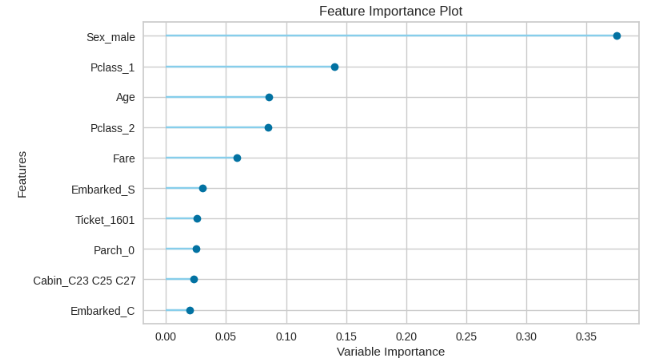 Feature Importance Plot
Features
Sex_male
Pclass_1
Age
Pclass_2
Fare
Embarked_S
Ticket_1601
Parch_0
Cabin_C23 C25 C27
Embarked_C
0.00 0.05 0.10 0.15 0.20 0.25 0.30 0.35
Variable Importance